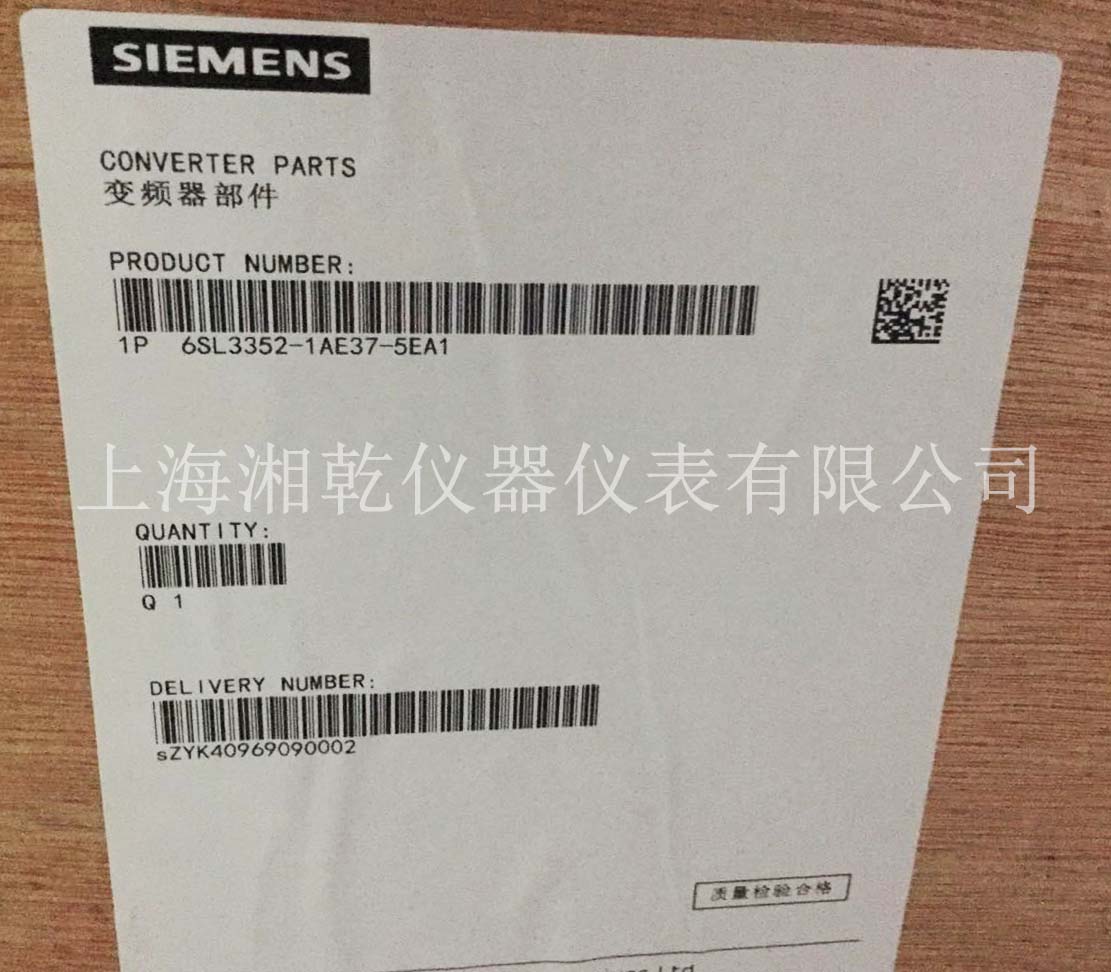 SIEMENS
CONVERTER PARTS
变频器部件
PRODUCT NUMBER:
1P 6SL3352-1AE37-5EA1
上海湘乾仪器仪表有限公司
QUANTITY:
Q 1
DELIVERY NUMBER:
sZYK40969090002
质量检验合格
Ltd